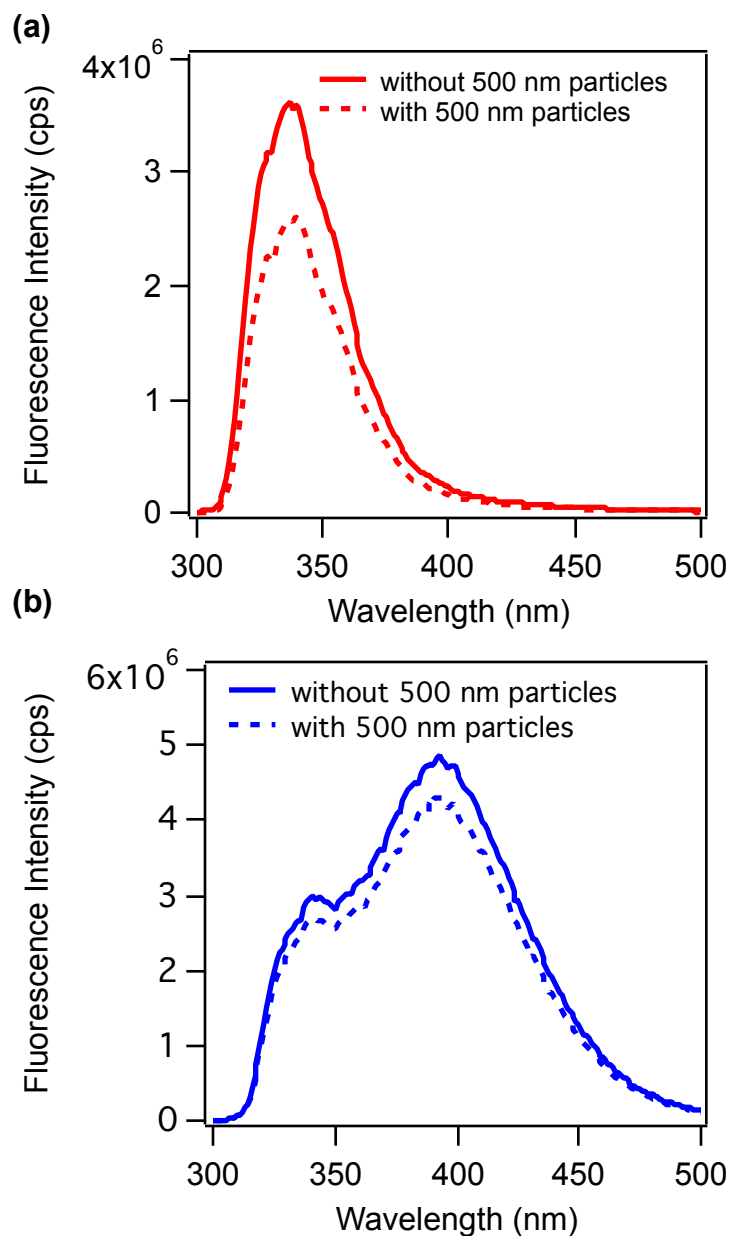 (a)
4x10^6
without 500 nm particles
with 500 nm particles
3
2
1
0
Fluorescence Intensity (cps)
300 350 400 450 500
Wavelength (nm)
(b)
6x10^6
without 500 nm particles
with 500 nm particles
5
4
3
2
1
0
Fluorescence Intensity (cps)
300 350 400 450 500
Wavelength (nm)